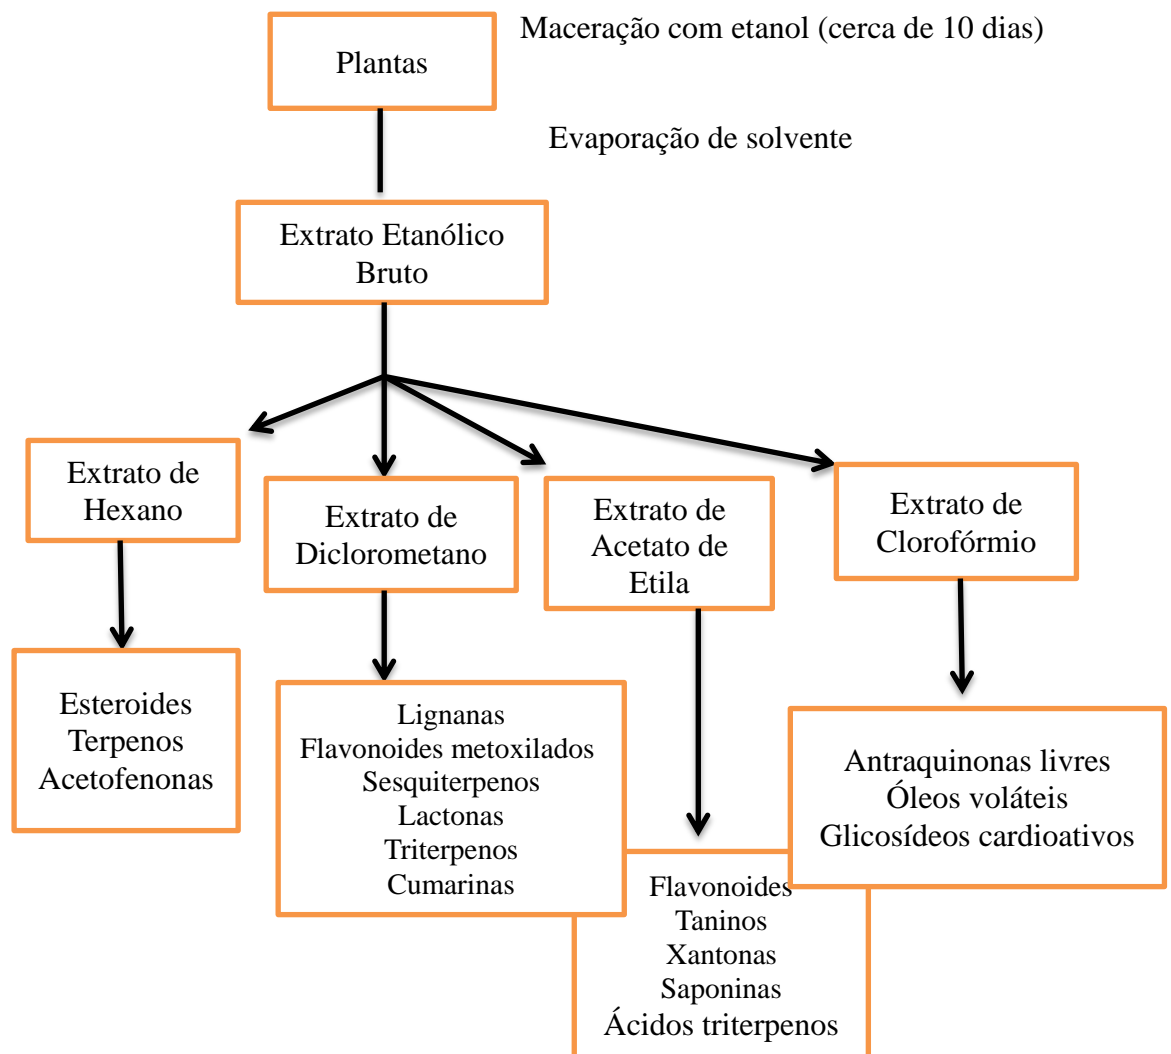 Maceração com etanol (cerca de 10 dias)
Plantas
Evaporação de solvente
Extrato Etanólico
Bruto
Extrato de
Hexano
Extrato de
Diclorometano
Extrato de
Acetato de
Etila
Extrato de
Clorofórmio
Esteroides
Terpenos
Acetofenonas
Lignanas
Flavonoides metoxilados
Sesquiterpenos
Lactonas
Triterpenos
Cumarinas
Flavonoides
Taninos
Xantonas
Saponinas
Ácidos triterpenos
Antraquinonas livres
Óleos voláteis
Glicosídeos cardioativos